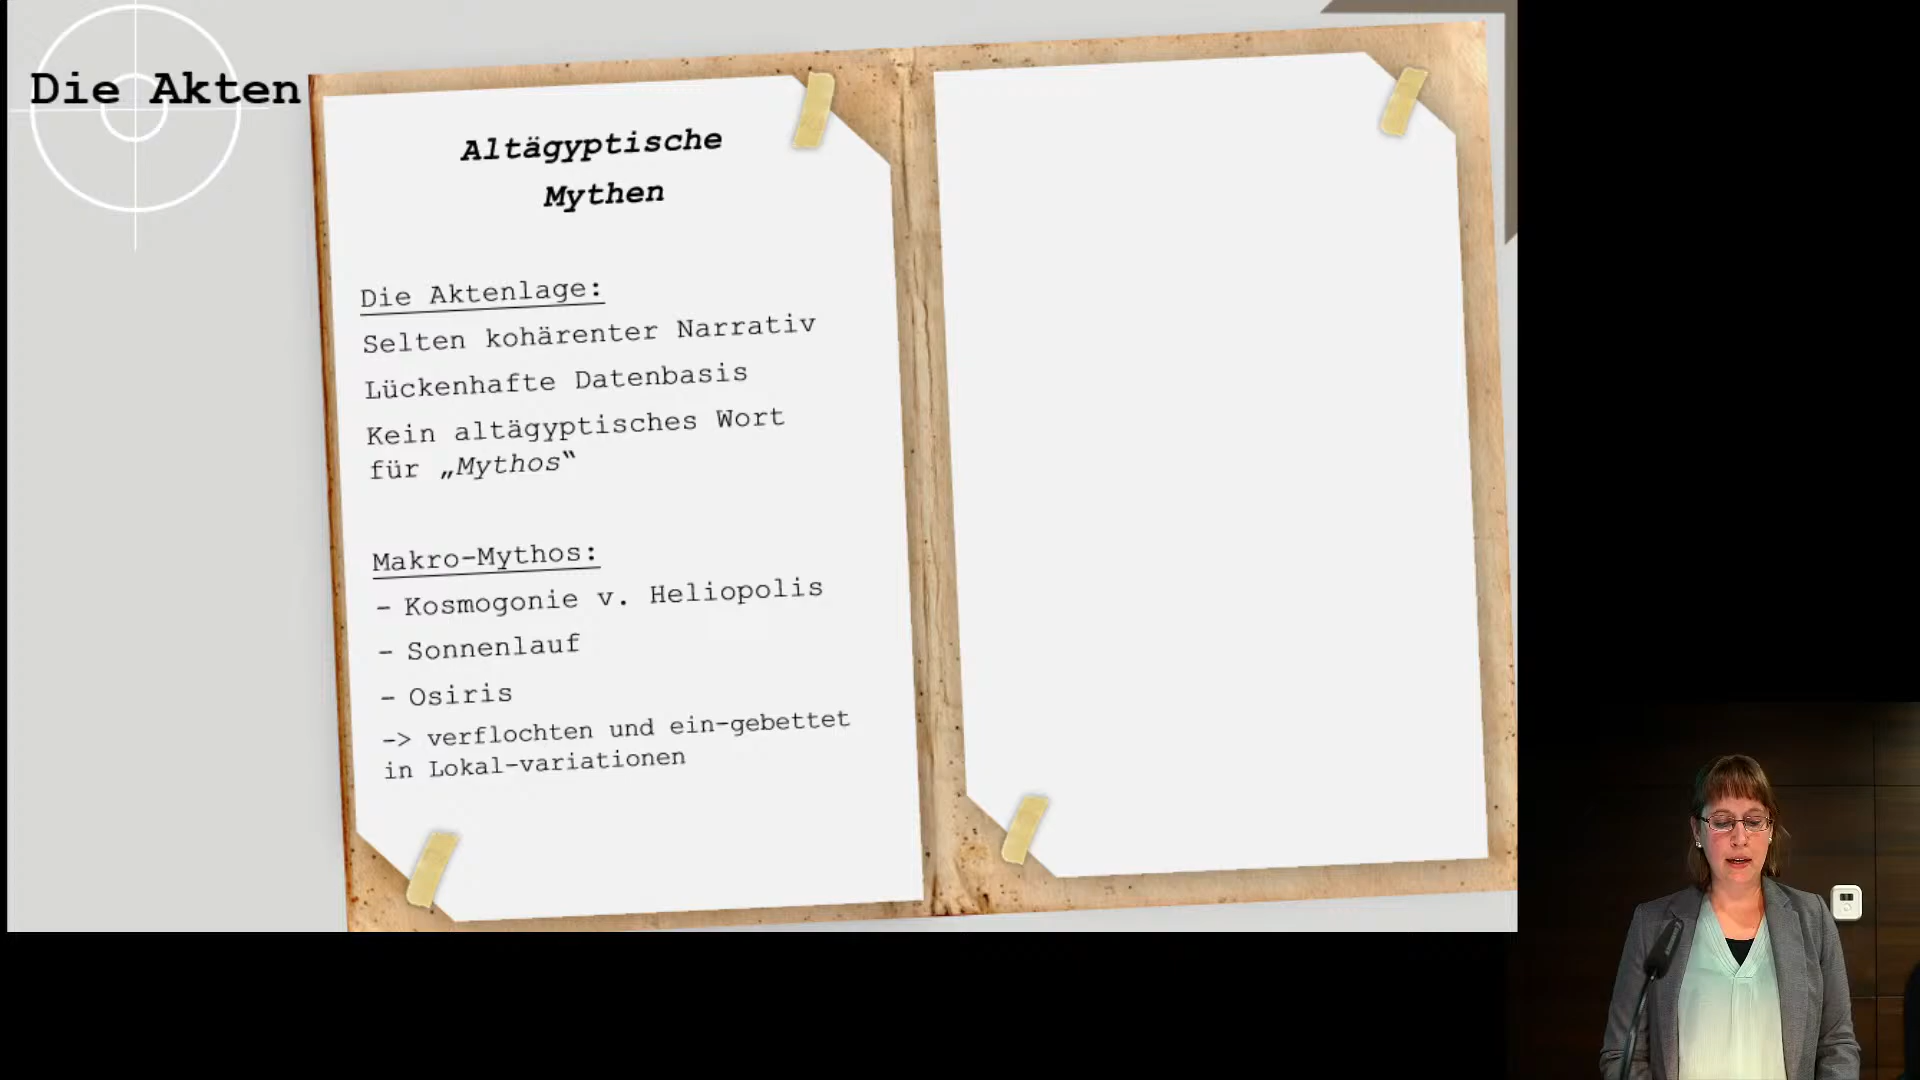 Die Akten
Altägyptische
Mythen
Die Aktenlage:
Selten kohärenter Narrativ
Lückenhafte Datenbasis
Kein altägyptisches Wort
für „Mythos“
Makro-Mythos:
- Kosmogonie v. Heliopolis
- Sonnenlauf
- Osiris
-> verflochten und ein-gebettet
in Lokal-variationen